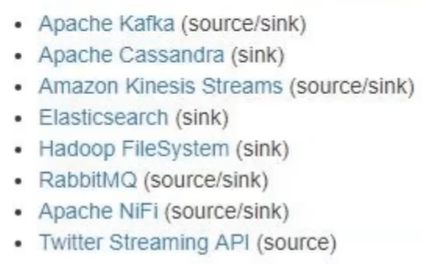 • Apache Kafka (source/sink)
• Apache Cassandra (sink)
• Amazon Kinesis Streams (source/sink)
• Elasticsearch (sink)
• Hadoop FileSystem (sink)
• RabbitMQ (source/sink)
• Apache NiFi (source/sink)
• Twitter Streaming API (source)